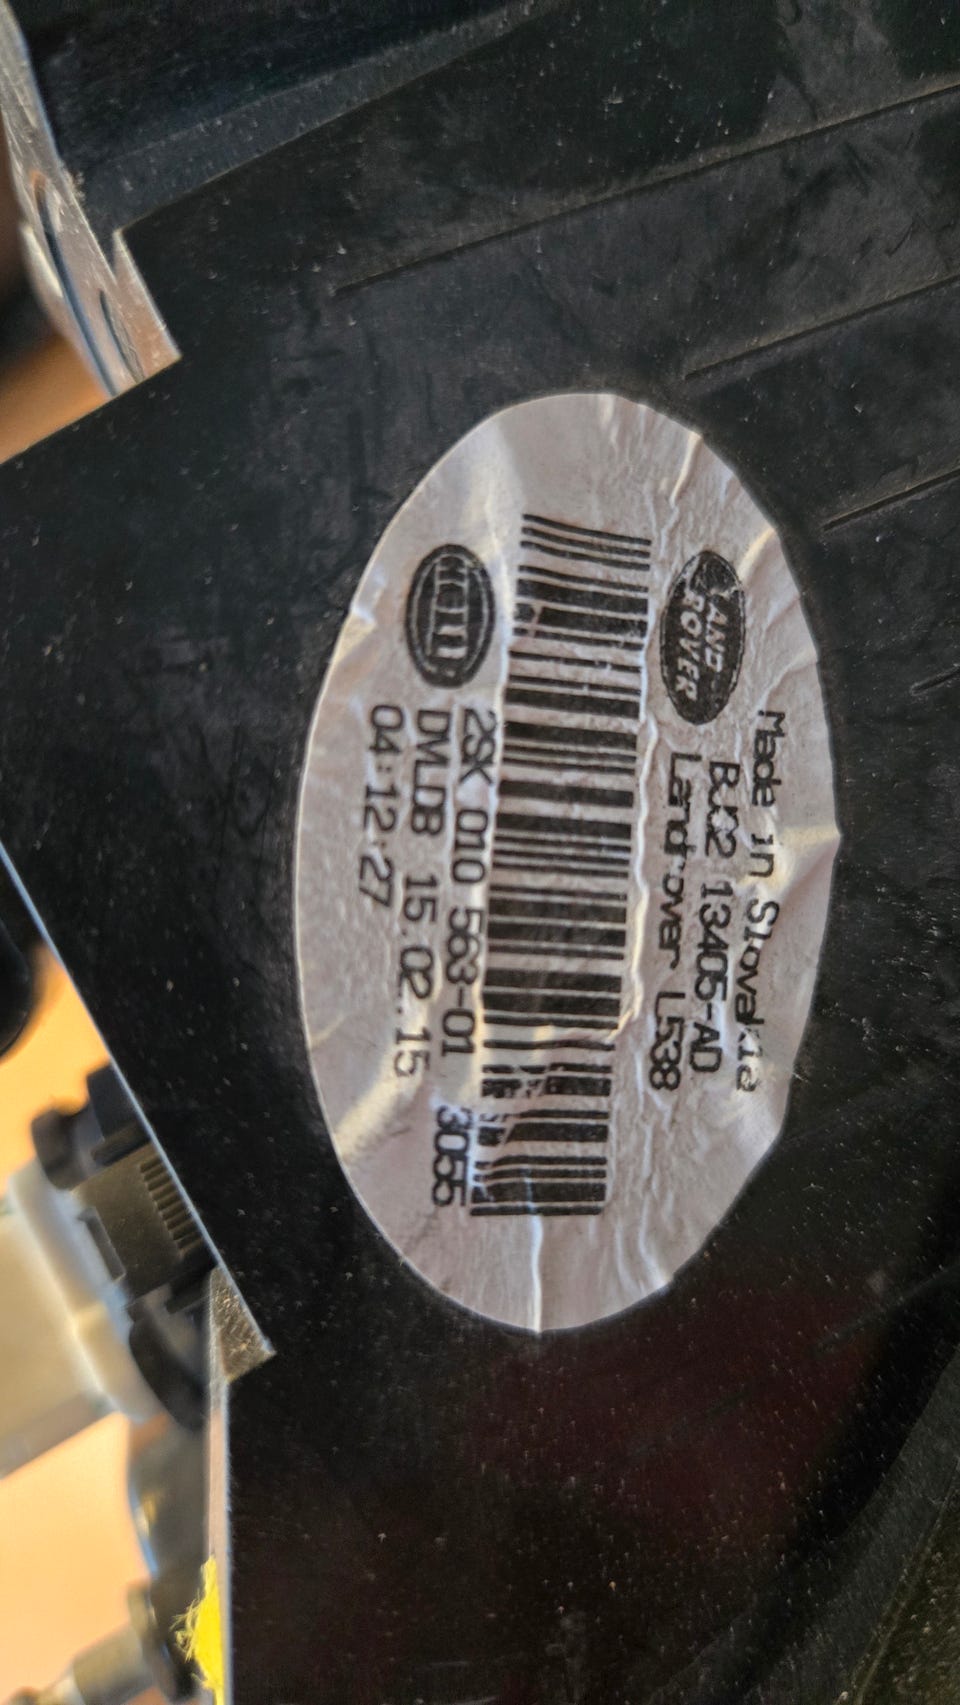 Made in Slovakia
BJ32 13405-AD
LAND
ROVER
Landrover L538
HELLA
2SK 010 563-01
3055
DMLDB 15.02.15
04:12:27